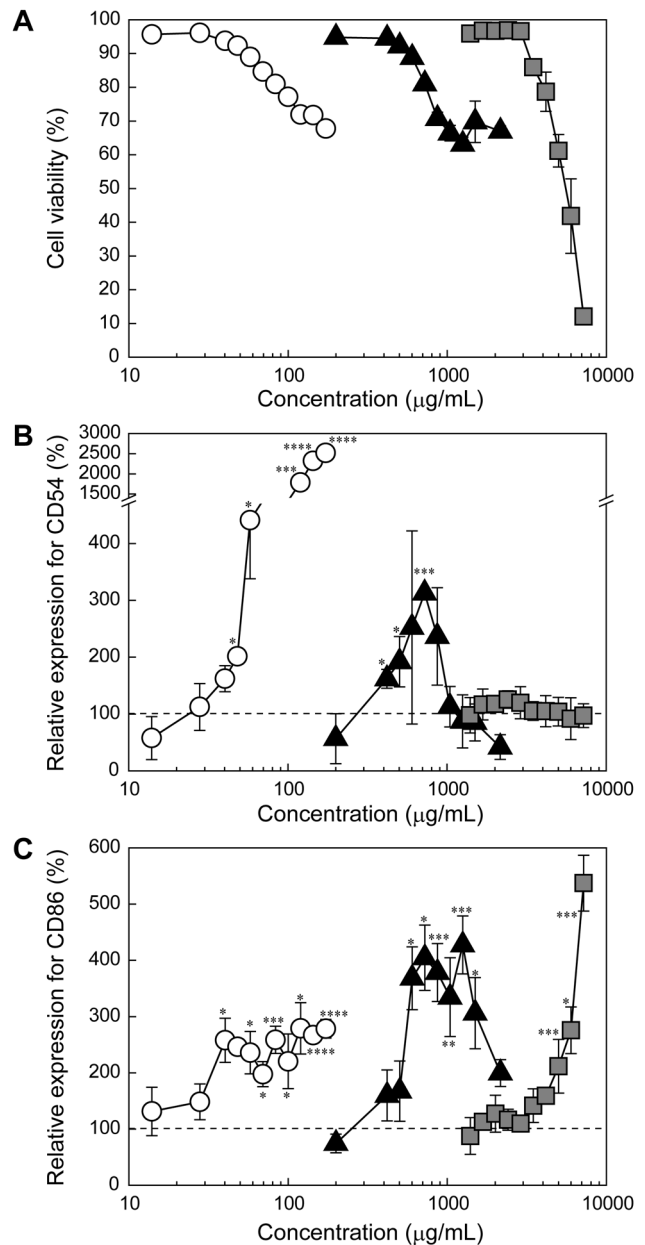 A
Cell viability (%)
100
90
80
70
60
50
40
30
20
10
0
10 100 1000 10000
Concentration (μg/mL)
B
Relative expression for CD54 (%)
3000
2500
2000
1500
400
300
200
100
0
* * *** **** ****
* * ***
10 100 1000 10000
Concentration (μg/mL)
C
Relative expression for CD86 (%)
600
500
400
300
200
100
0
* * * *** * * **** ****
* * *** ** *** *
*** * ***
10 100 1000 10000
Concentration (μg/mL)